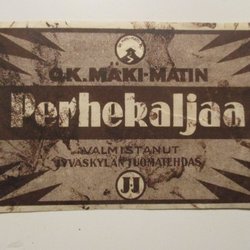 O.K. MÄKI-MATIN
Perhekaljaa
VALMISTANUT
JYVÄSKYLÄN JUOMATEHDAS
JJ